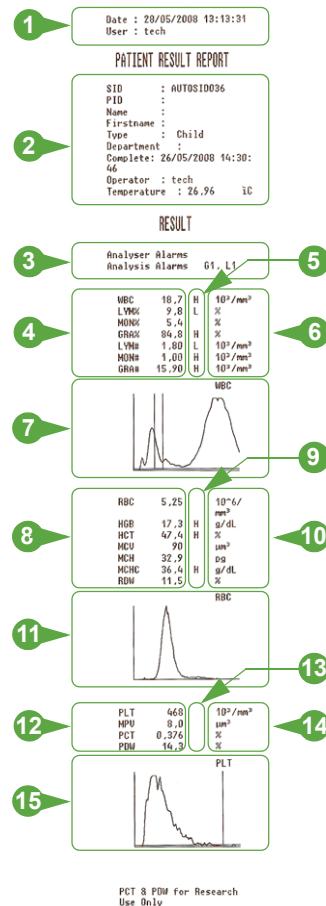 1
Date : 28/05/2008 13:13:31
User : tech
PATIENT RESULT REPORT
2
SID : AUTOSID036
PID :
Name :
Firstname :
Type : Child
Department :
Complete: 26/05/2008 14:30:
46
Operator : tech
Temperature : 26,96 ïC
RESULT
3
Analyser Alarms
Analysis Alarms G1, L1
5
4
WBC 18,7 H 10³/mm³
LYM% 9,8 L %
MON% 5,4 %
GRA% 84,8 H %
LYM# 1,80 L 10³/mm³
MON# 1,00 H 10³/mm³
GRA# 15,90 H 10³/mm³
6
7
WBC
9
8
RBC 5,25 10^6/
mm³
HGB 17,3 H g/dL
HCT 47,4 H %
MCV 90 µm³
MCH 32,9 pg
MCHC 36,4 H g/dL
RDW 11,5 %
10
11
RBC
13
12
PLT 468 10³/mm³
MPV 8,0 µm³
PCT 0,376 %
PDW 14,3 %
14
15
PLT
PCT & PDW for Research
Use Only